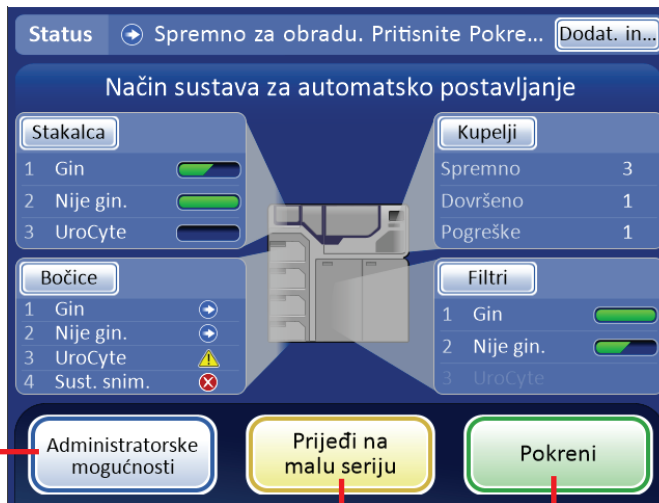 Status Spremno za obradu. Pritisnite Pokre... Dodat. in...
Način sustava za automatsko postavljanje
Stakalca
1 Gin
2 Nije gin.
3 UroCyte
Kupelji
Spremno 3
Dovršeno 1
Pogreške 1
Bočice
1 Gin
2 Nije gin.
3 UroCyte
4 Sust. snim.
Filtri
1 Gin
2 Nije gin.
3 UroCyte
Administratorske
mogućnosti
Prijeđi na
malu seriju
Pokreni